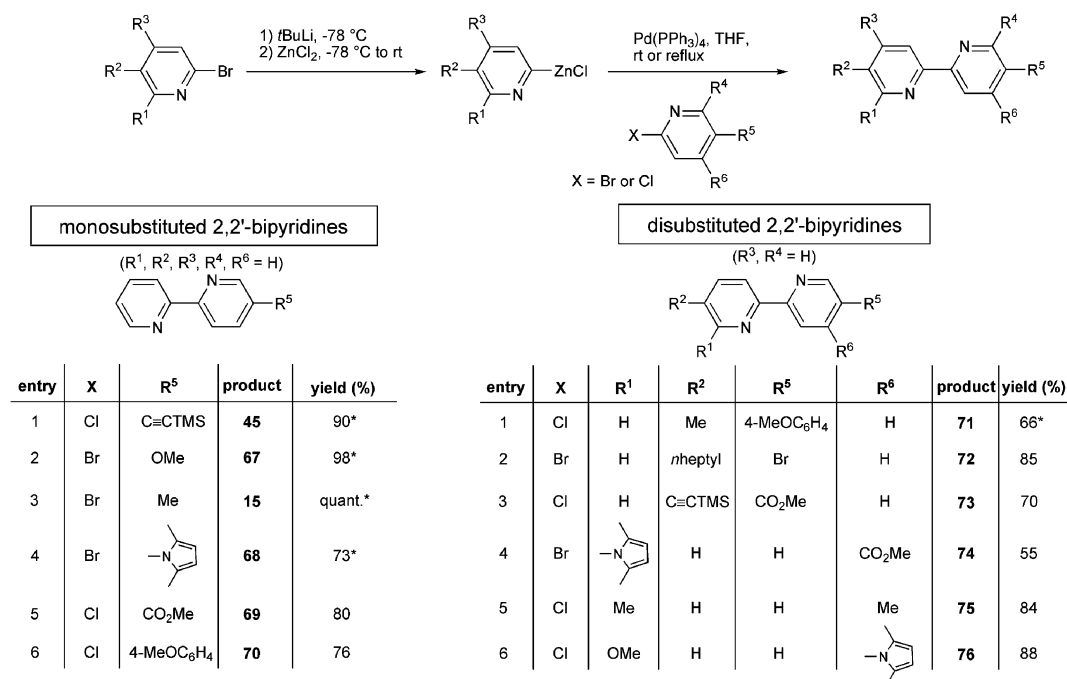 1) tBuLi, -78 °C
2) ZnCl2, -78 °C to rt
Pd(PPh3)4, THF,
rt or reflux
R3
R2
R1
N
Br
R3
R2
R1
N
ZnCl
X
N
R4
R5
R6
X = Br or Cl
R3
R2
R1
N
N
R4
R5
R6
monosubstituted 2,2'-bipyridines
(R1, R2, R3, R4, R6 = H)
N
N
R5
entry X R5 product yield (%)
1 Cl C≡CTMS 45 90*
2 Br OMe 67 98*
3 Br Me 15 quant.*
4 Br N 68 73*
5 Cl CO2Me 69 80
6 Cl 4-MeOC6H4 70 76
disubstituted 2,2'-bipyridines
(R3, R4 = H)
R2
R1
N
N
R5
R6
entry X R1 R2 R5 R6 product yield (%)
1 Cl H Me 4-MeOC6H4 H 71 66*
2 Br H nheptyl Br H 72 85
3 Cl H C≡CTMS CO2Me H 73 70
4 Br N H H CO2Me 74 55
5 Cl Me H H Me 75 84
6 Cl OMe H H N 76 88